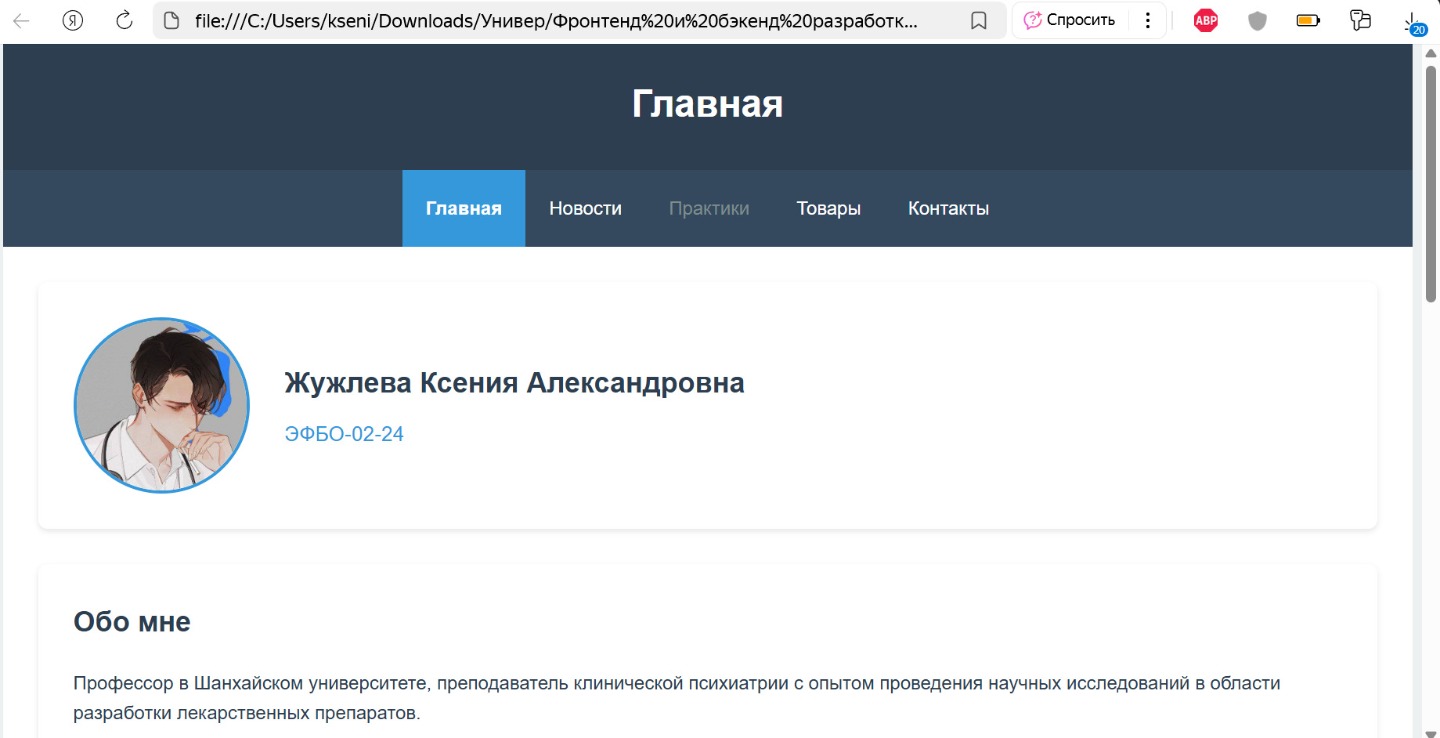 file:///C:/Users/kseni/Downloads/Универ/Фронтенд%20и%20бэкенд%20разработк...
Спросить
ABP
20
Главная
Главная Новости Практики Товары Контакты
Жужлева Ксения Александровна
ЭФБО-02-24
Обо мне
Профессор в Шанхайском университете, преподаватель клинической психиатрии с опытом проведения научных исследований в области
разработки лекарственных препаратов.